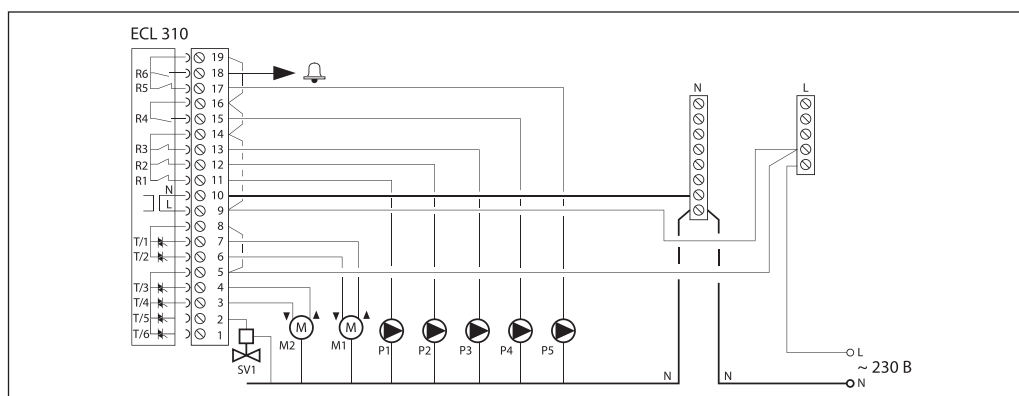 ECL 310
19
R6 18
R5 17
16
R4 15
14
R3 13
R2 12
R1 11
N 10
L 9
8
T/1 7
T/2 6
5
T/3 4
T/4 3
T/5 2
T/6 1
N L
M M
M2 M1 P1 P2 P3 P4 P5
SV1
L
~ 230 B
N N N